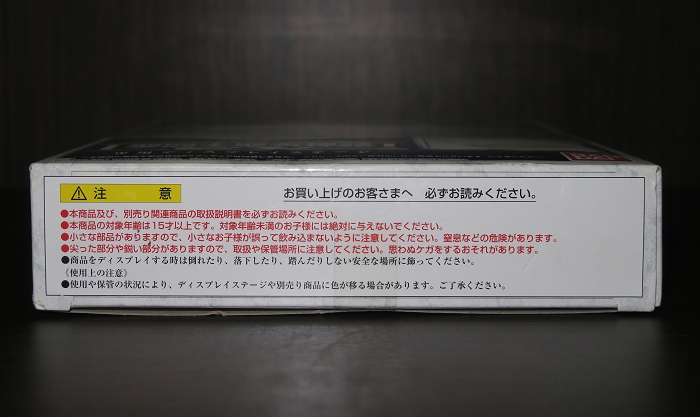 注 意 お買い上げのお客さまへ 必ずお読みください。
●本商品及び、別売り関連商品の取扱説明書を必ずお読みください。
●本商品の対象年齢は15才以上です。対象年齢未満のお子様には絶対に与えないでください。
●小さな部品がありますので、小さなお子様が誤って飲み込まないように注意してください。窒息などの危険があります。
●尖った部分や鋭い部分がありますので、取扱や保管場所に注意してください。思わぬケガをするおそれがあります。
●商品をディスプレイする時は倒れたり、落下したり、踏んだりしない安全な場所に飾ってください。
《使用上の注意》
●使用や保管の状況により、ディスプレイステージや別売り商品に色が移る場合があります。ご了承ください。